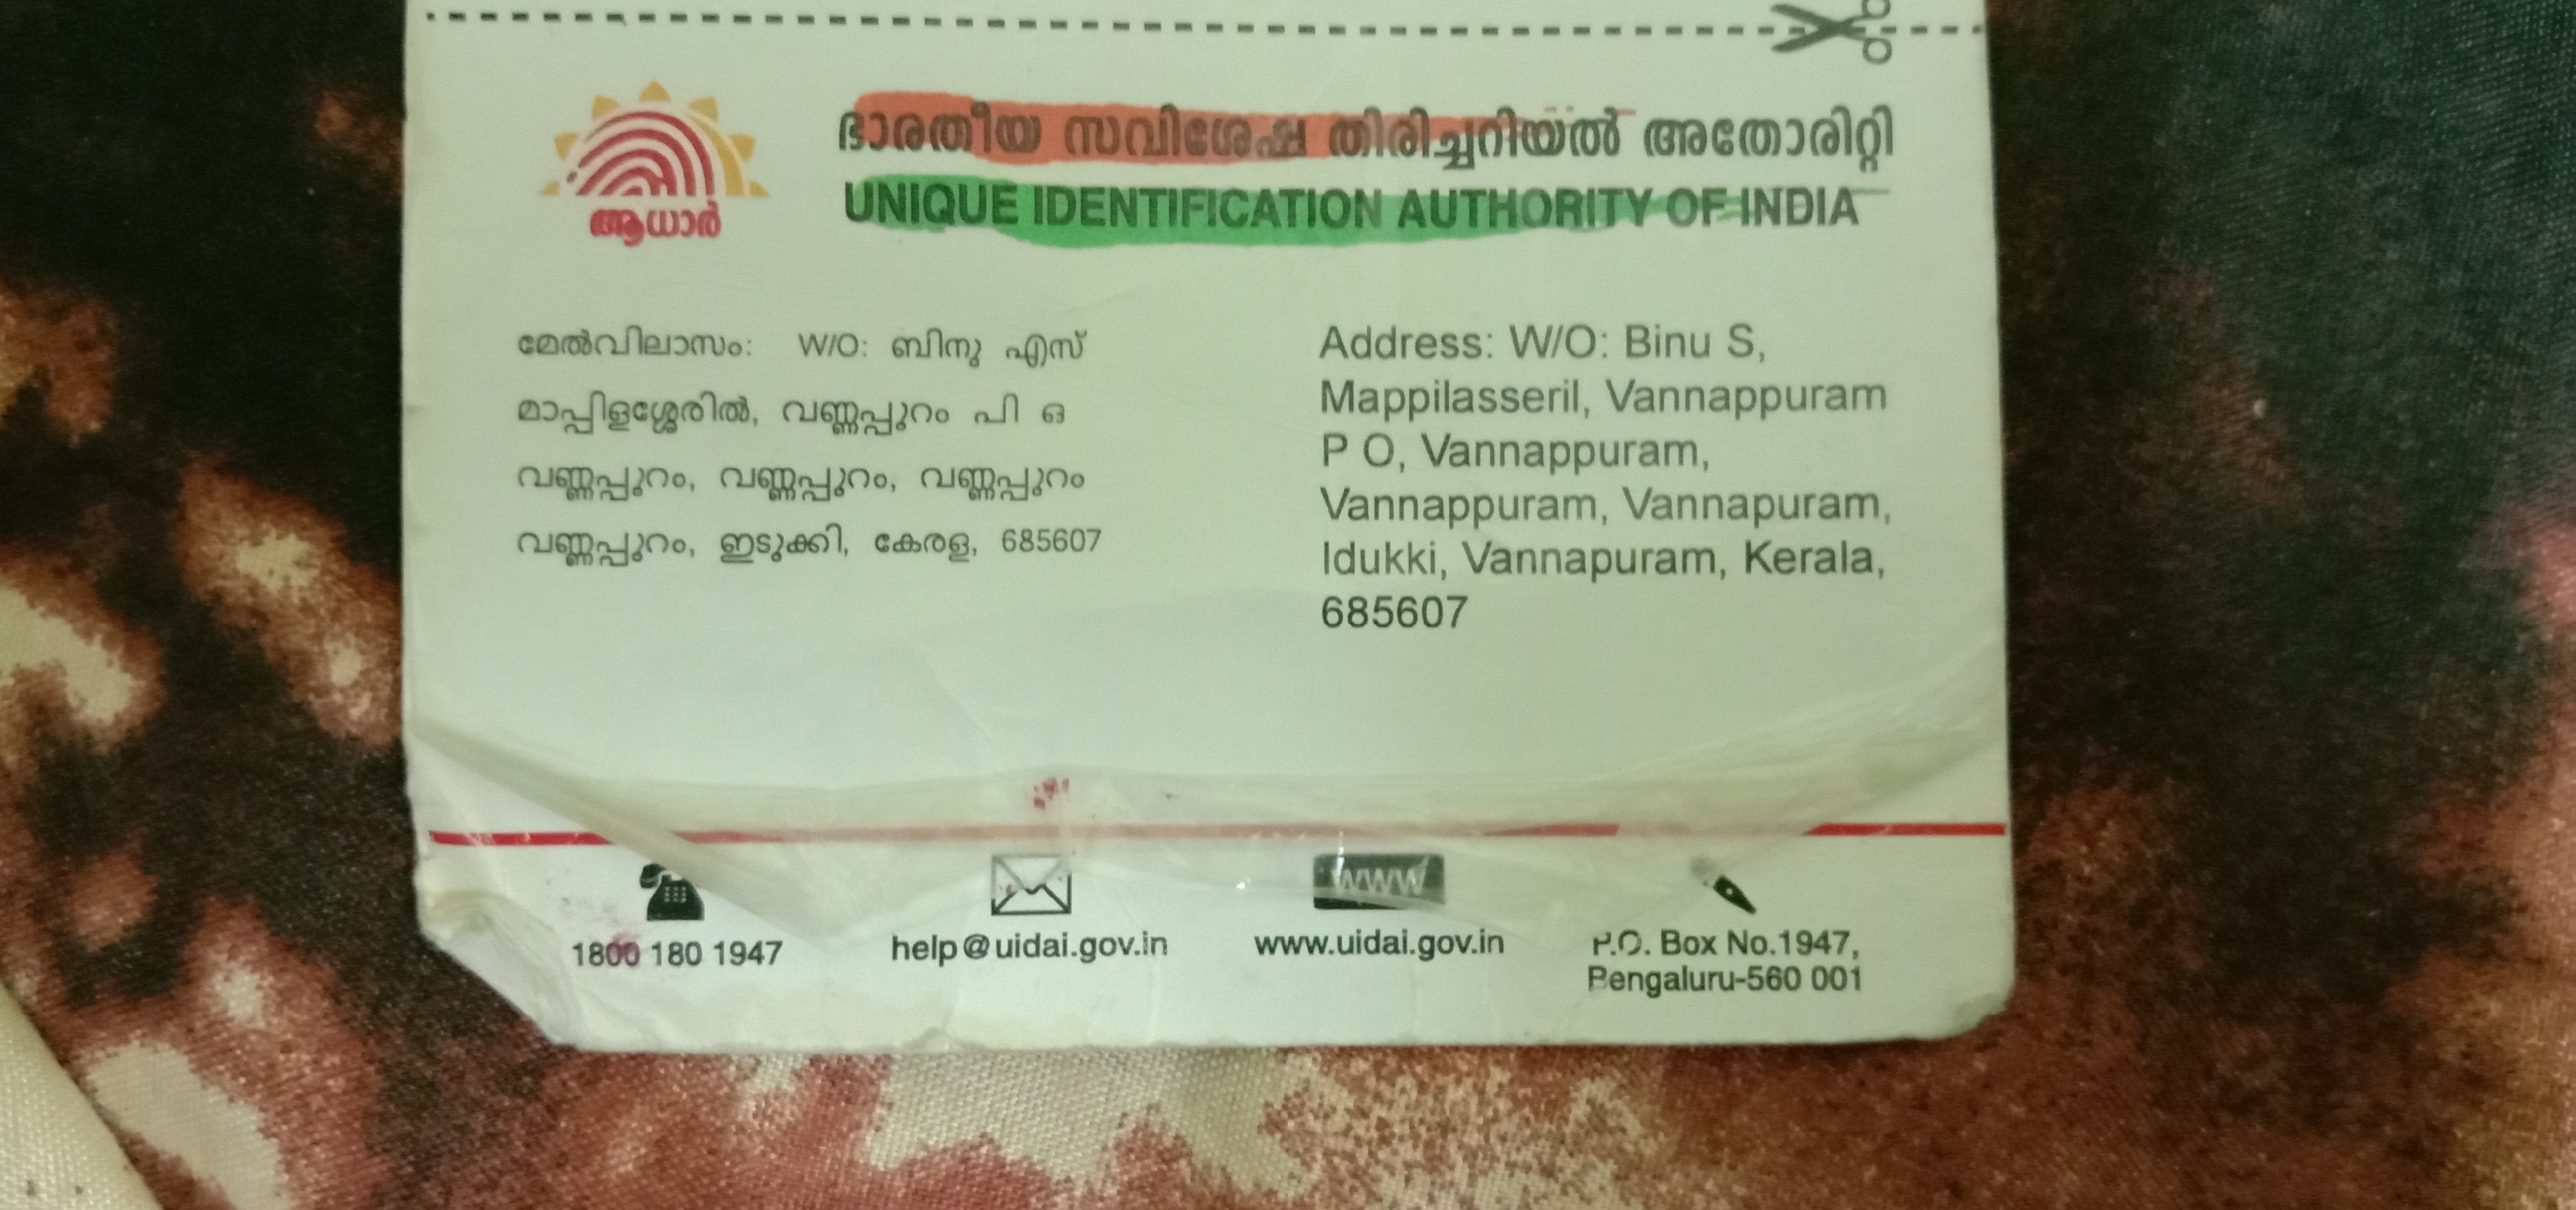 ആധാർ
ഭാരതീയ സവിശേഷ തിരിച്ചറിയൽ അതോരിറ്റി
UNIQUE IDENTIFICATION AUTHORITY OF INDIA
മേൽവിലാസം: W/O: ബിനു എസ്
മാപ്പിളശ്ശേരിൽ, വണ്ണപ്പുറം പി ഒ
വണ്ണപ്പുറം, വണ്ണപ്പുറം, വണ്ണപ്പുറം
വണ്ണപ്പുറം, ഇടുക്കി, കേരള, 685607
Address: W/O: Binu S,
Mappilasseril, Vannappuram
P O, Vannappuram,
Vannappuram, Vannapuram,
Idukki, Vannapuram, Kerala,
685607
1800 180 1947
help@uidai.gov.in
www
www.uidai.gov.in
P.O. Box No.1947,
Bengaluru-560 001